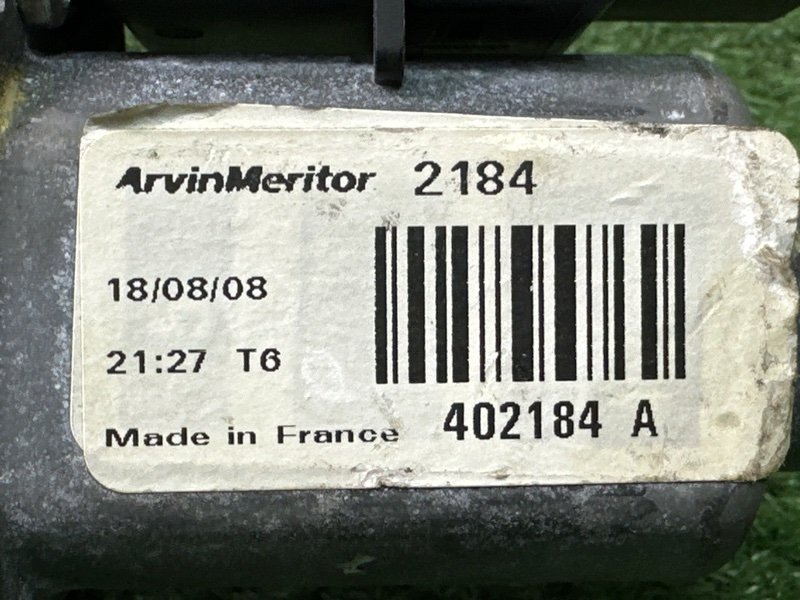 ArvinMeritor 2184
18/08/08
21:27 T6
Made in France
402184 A